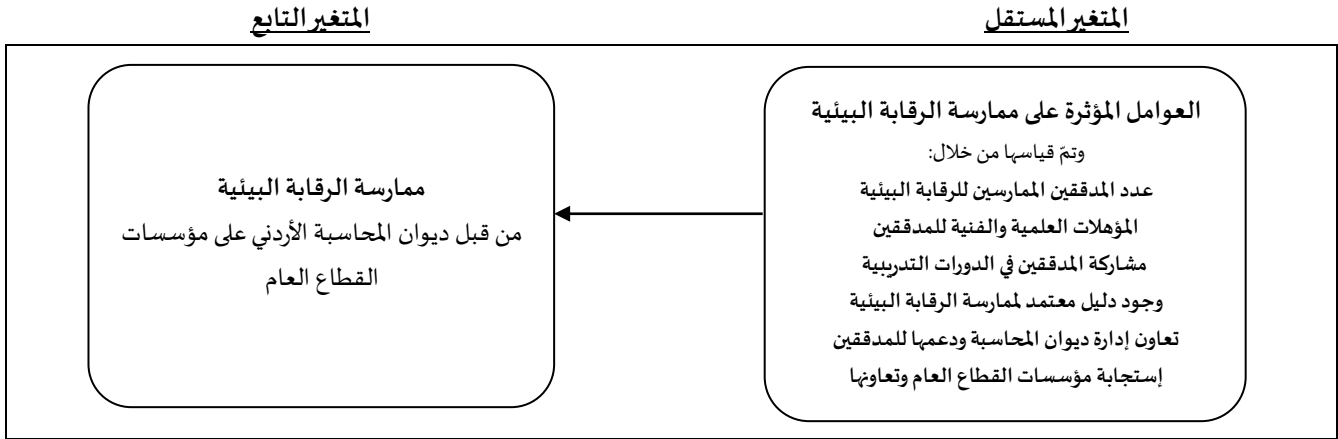 المتغير المستقل
المتغير التابع
العوامل المؤثرة على ممارسة الرقابة البيئية
وتمّ قياسها من خلال:
عدد المدققين الممارسين للرقابة البيئية
المؤهلات العلمية والفنية للمدققين
مشاركة المدققين في الدورات التدريبية
وجود دليل معتمد لممارسة الرقابة البيئية
تعاون إدارة ديوان المحاسبة ودعمها للمدققين
إستجابة مؤسسات القطاع العام وتعاونها
ممارسة الرقابة البيئية
من قبل ديوان المحاسبة الأردني على مؤسسات
القطاع العام